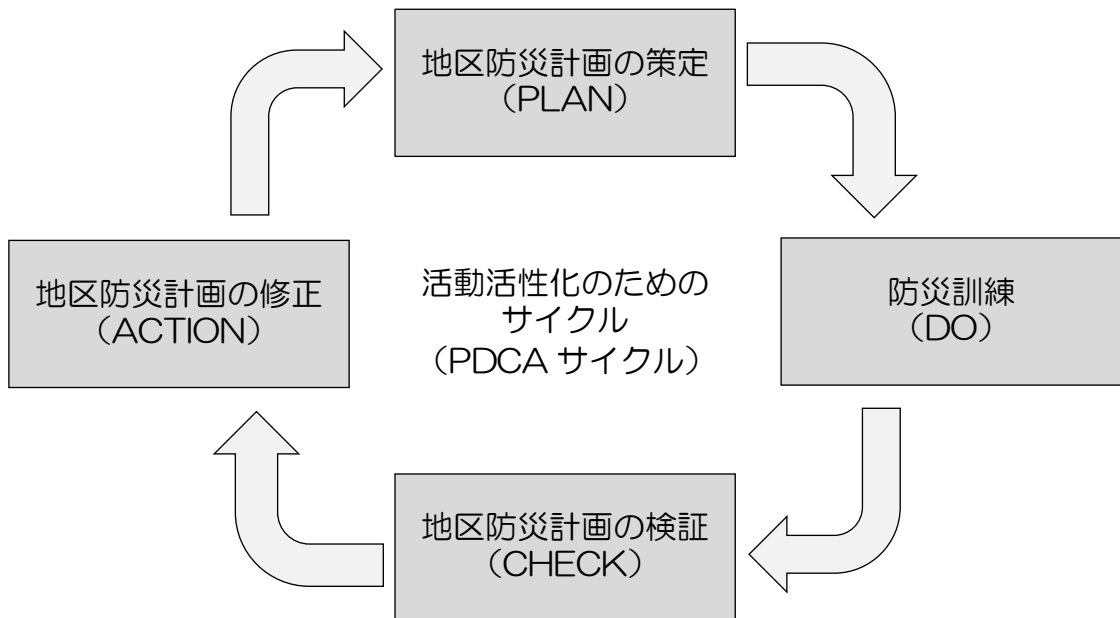 地区防災計画の策定
（PLAN）
地区防災計画の修正
（ACTION）
活動活性化のための
サイクル
（PDCA サイクル）
防災訓練
（DO）
地区防災計画の検証
（CHECK）